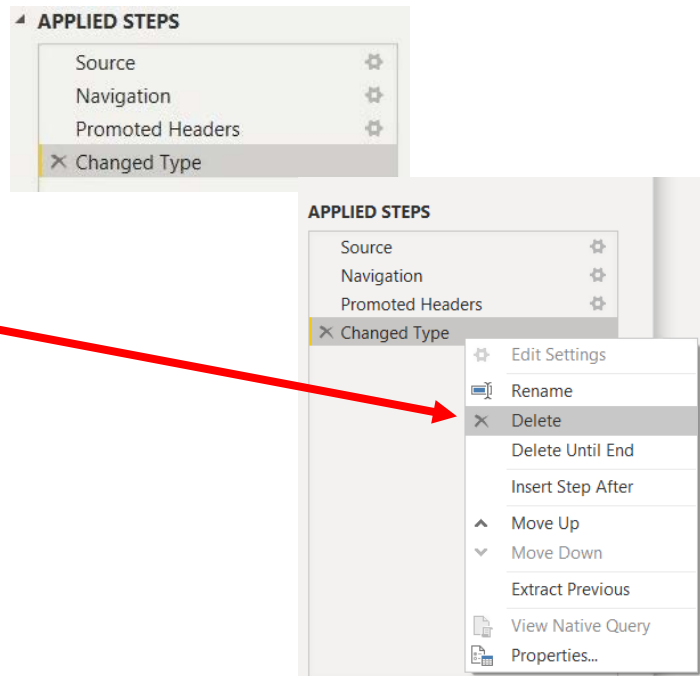 APPLIED STEPS
Source
Navigation
Promoted Headers
Changed Type
APPLIED STEPS
Source
Navigation
Promoted Headers
Changed Type
Edit Settings
Rename
Delete
Delete Until End
Insert Step After
Move Up
Move Down
Extract Previous
View Native Query
Properties...